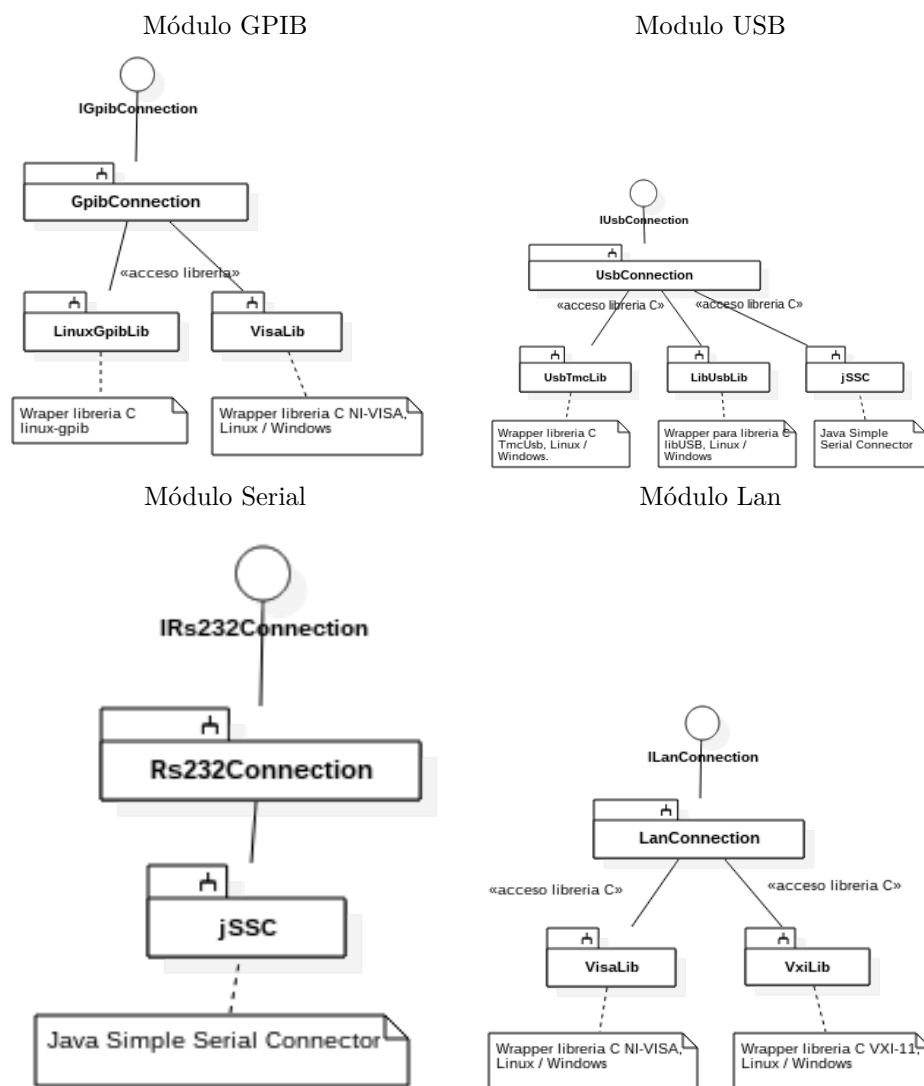 Módulo GPIB
IGpibConnection
GpibConnection
«acceso libreria»
LinuxGpibLib
VisaLib
Wraper libreria C
linux-gpib
Wrapper libreria C NI-VISA,
Linux / Windows
Modulo USB
IUsbConnection
UsbConnection
«acceso libreria C»
«acceso libreria C»
UsbTmcLib
LibUsbLib
jSSC
Wrapper libreria C
TmcUsb, Linux /
Windows.
Wrapper para libreria C
libUSB, Linux /
Windows
Java Simple
Serial Connector
Módulo Serial
IRs232Connection
Rs232Connection
jSSC
Java Simple Serial Connector
Módulo Lan
ILanConnection
LanConnection
«acceso libreria C»
«acceso libreria C»
VisaLib
VxiLib
Wrapper libreria C NI-VISA,
Linux / Windows
Wrapper libreria C VXI-11,
Linux / Windows